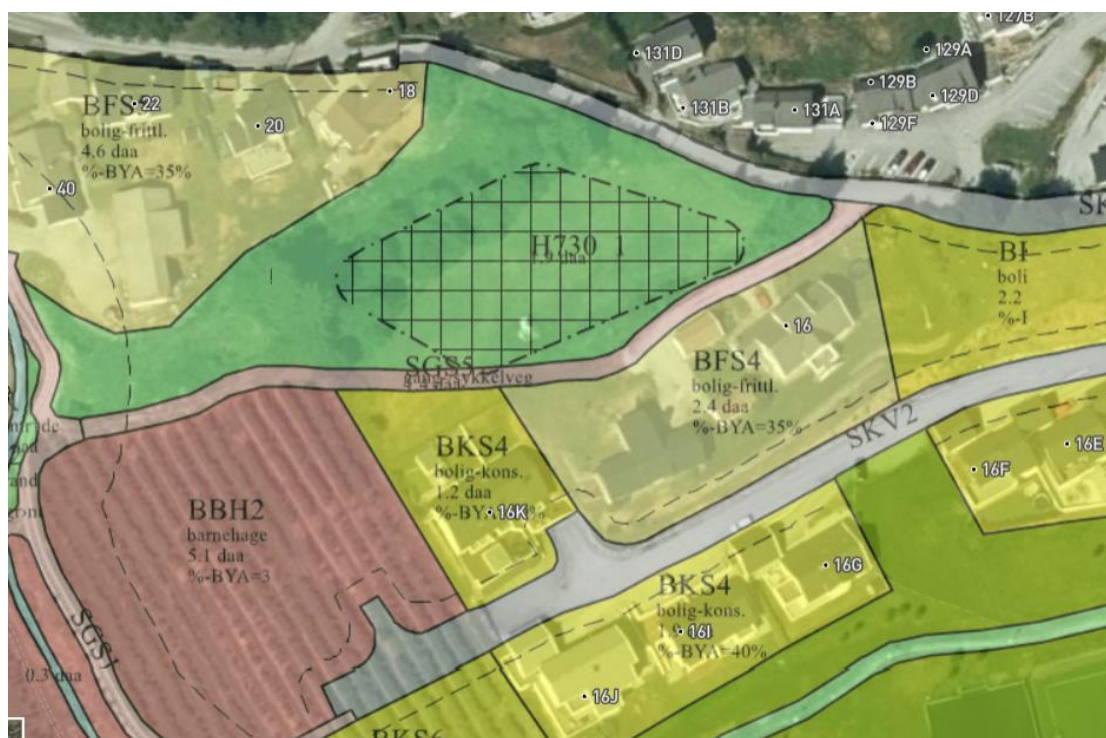 127B
129A
131D
129B
129D
18
BFS
22
131B
131A
129F
20
bolig-frittl.
4.6 daa
%-BYA=35%
40
SK
H730_1
BI
boli
2.2
16
SGS5
BFS4
bolig-frittl.
2.4 daa
%-BYA=35%
SKV2
BKS4
bolig-kons.
1.2 daa
16K
16E
16F
BBH2
barnehage
5.1 daa
%-BYA=3
16G
BKS4
bolig-kons.
16I
%-BYA=40%
SGS1
0.3 daa
16J
BKS6